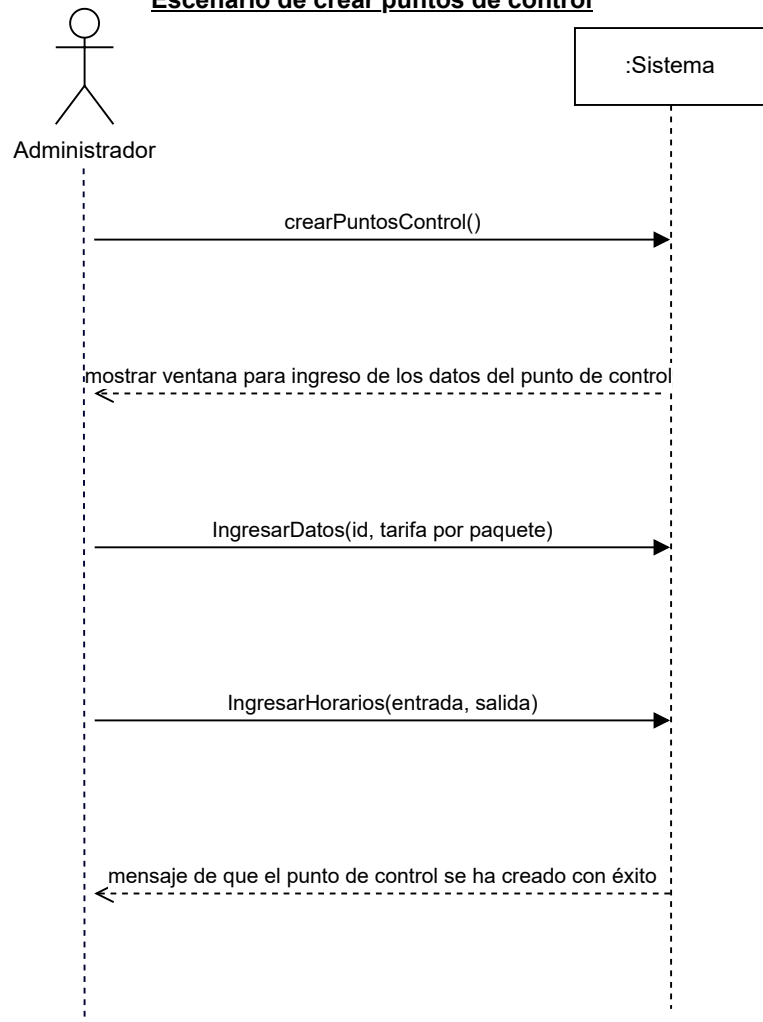 Escenario de crear puntos de control
:Sistema
Administrador
crearPuntosControl()
mostrar ventana para ingreso de los datos del punto de control
IngresarDatos(id, tarifa por paquete)
IngresarHorarios(entrada, salida)
mensaje de que el punto de control se ha creado con éxito